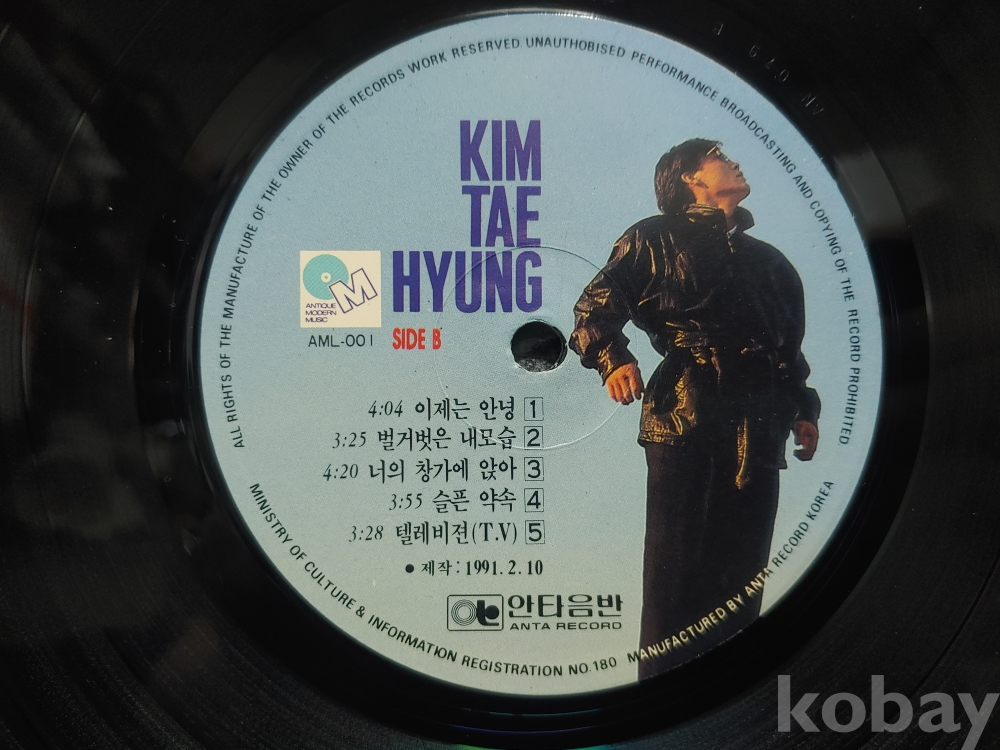 ALL RIGHTS OF THE MANUFACTURE OF THE OWNER OF THE RECORDS WORK RESERVED. UNAUTHOBISED PERFORMANCE BROADCASTING AND COPYING OF THE RECORD PROHIBITED.
KIM
TAE
HYUNG
M
ANTIQUE
MODERN
MUSIC
AML-001 SIDE B
4:04 이제는 안녕 1
3:25 벌거벗은 내모습 2
4:20 너의 창가에 앉아 3
3:55 슬픈 약속 4
3:28 텔레비젼(T.V) 5
● 제작 : 1991. 2. 10
안타음반
ANTA RECORD
MINISTRY OF CULTURE & INFORMATION REGISTRATION NO.180 MANUFACTURED BY ANTA RECORD KOREA
kobay